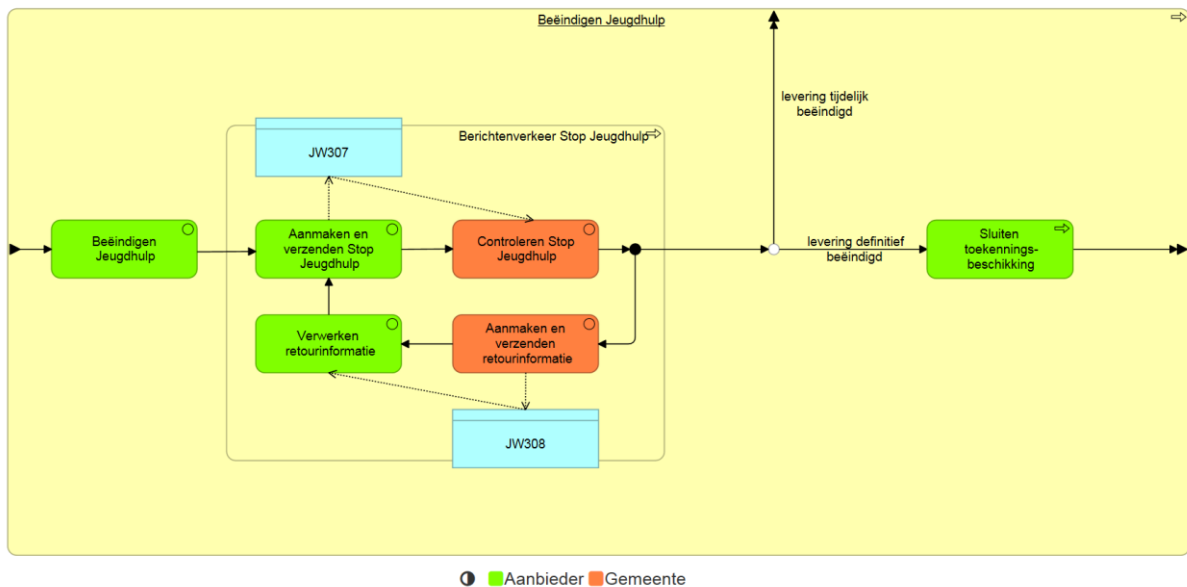 Beëindigen Jeugdhulp
levering tijdelijk
beëindigd
Berichtenverkeer Stop Jeugdhulp
JW307
Beëindigen
Jeugdhulp
Aanmaken en
verzenden Stop
Jeugdhulp
Controleren Stop
Jeugdhulp
levering definitief
beëindigd
Sluiten
toekennings-
beschikking
Verwerken
retourinformatie
Aanmaken en
verzenden
retourinformatie
JW308
Aanbieder
Gemeente